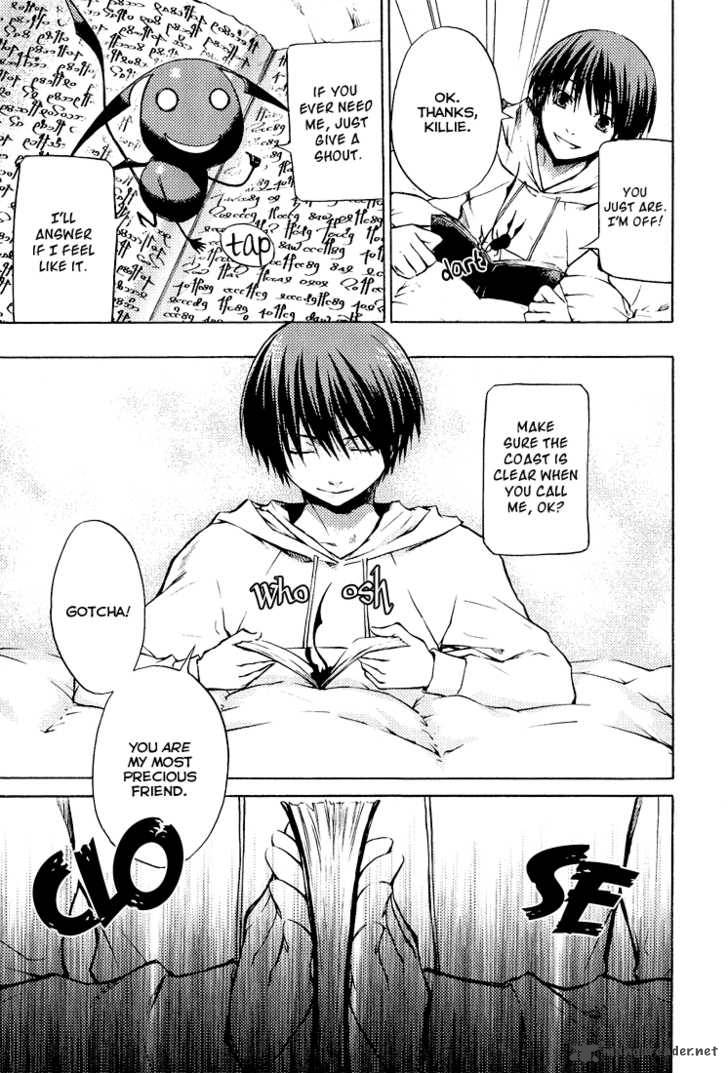 OK.
THANKS,
KILLIE.
YOU
JUST ARE.
I'M OFF!
dart
IF YOU
EVER NEED
ME, JUST
GIVE A
SHOUT.
I'LL
ANSWER
IF I FEEL
LIKE IT.
tap
MAKE
SURE THE
COAST IS
CLEAR WHEN
YOU CALL
ME, OK?
whoosh
GOTCHA!
YOU ARE
MY MOST
PRECIOUS
FRIEND.
CLOSE